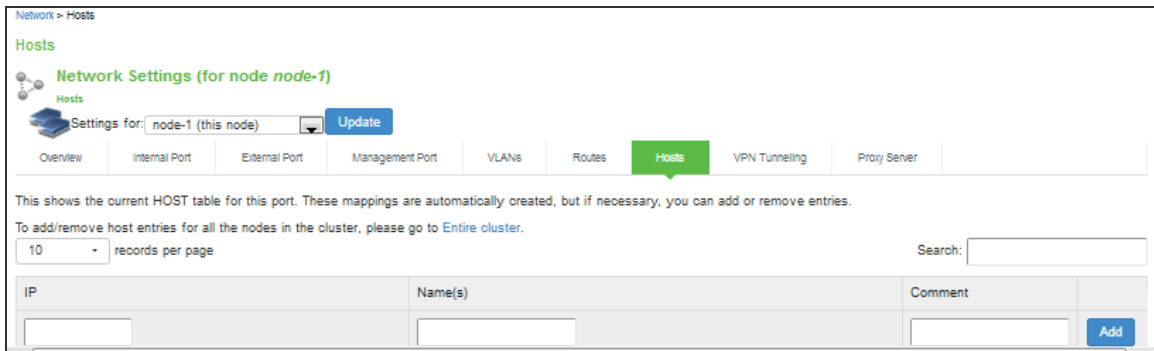 Network > Hosts
Hosts
Network Settings (for node node-1)
Hosts
Settings for: node-1 (this node) Update
Overview Internal Port External Port Management Port VLANs Routes Hosts VPN Tunneling Proxy Server
This shows the current HOST table for this port. These mappings are automatically created, but if necessary, you can add or remove entries.
To add/remove host entries for all the nodes in the cluster, please go to Entire cluster.
10 records per page Search:
IP Name(s) Comment
Add